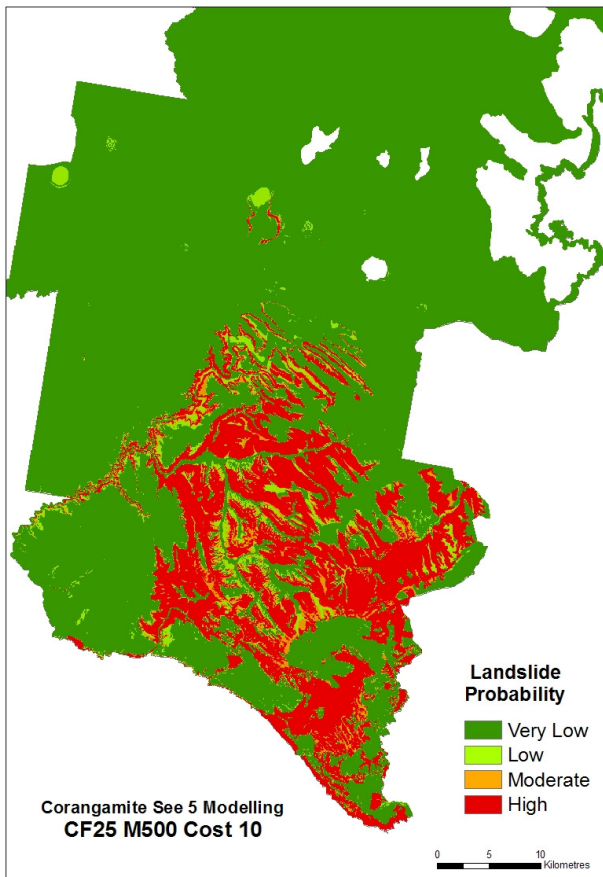 Landslide
Probability
Very Low
Low
Moderate
High
Corangamite See 5 Modelling
CF25 M500 Cost 10
0 5 10
Kilometres